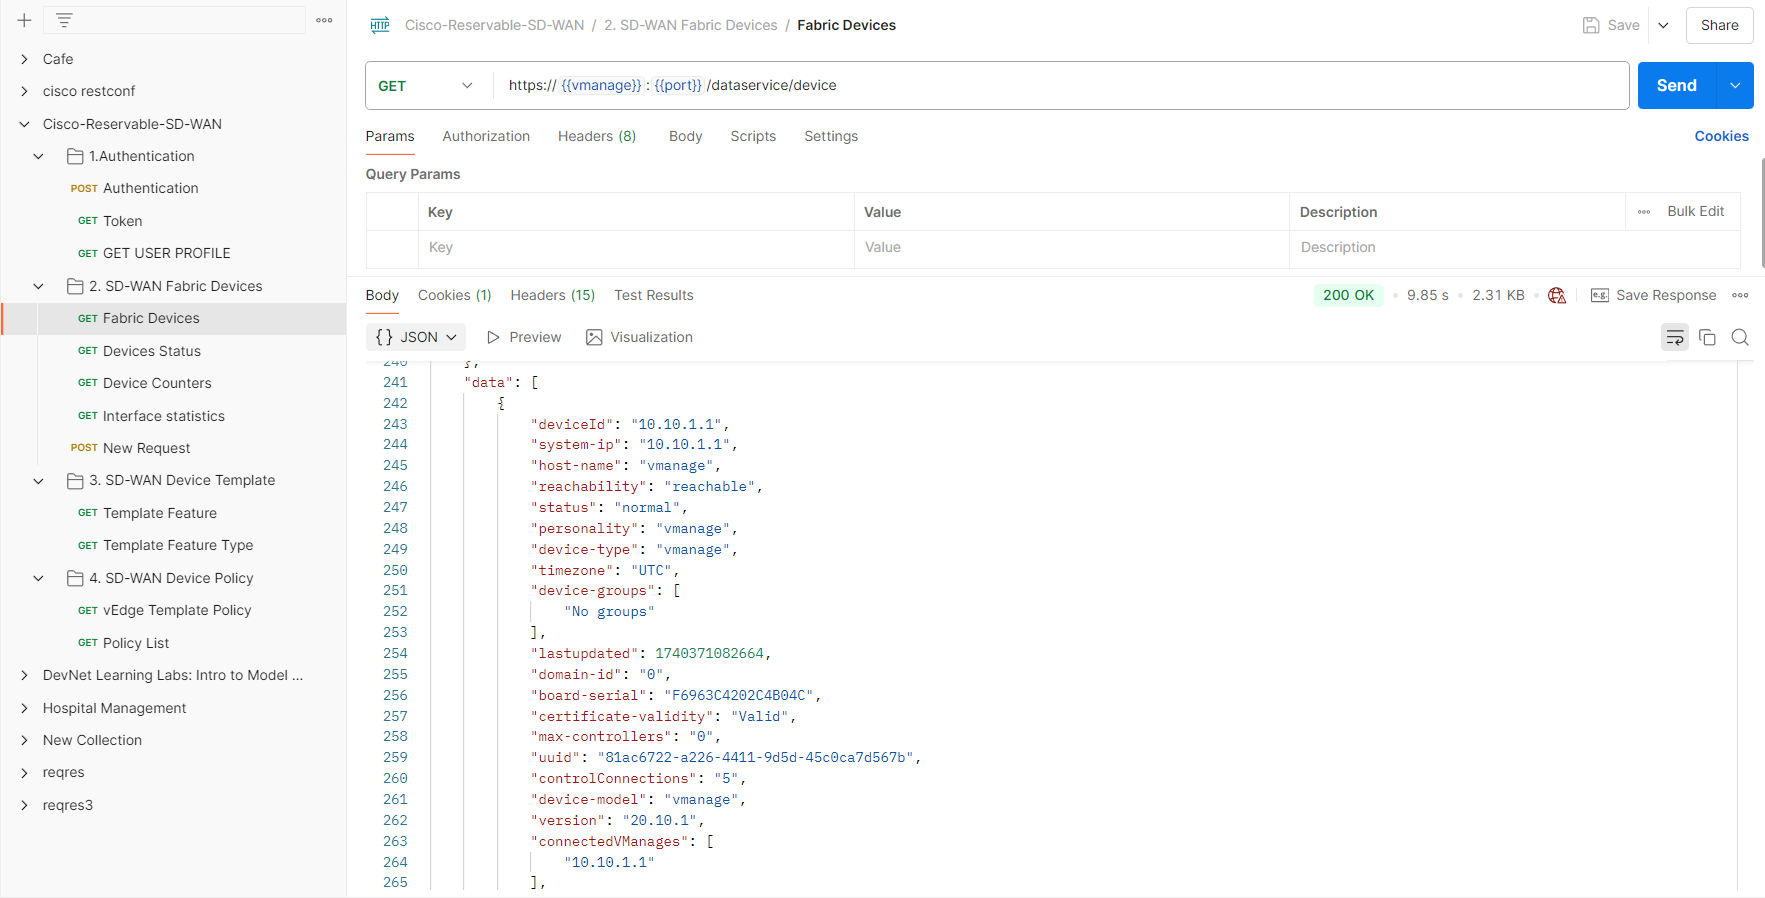 Cafe
cisco restconf
Cisco-Reservable-SD-WAN
1.Authentication
POST Authentication
GET Token
GET GET USER PROFILE
2. SD-WAN Fabric Devices
GET Fabric Devices
GET Devices Status
GET Device Counters
GET Interface statistics
POST New Request
3. SD-WAN Device Template
GET Template Feature
GET Template Feature Type
4. SD-WAN Device Policy
GET vEdge Template Policy
GET Policy List
DevNet Learning Labs: Intro to Model ...
Hospital Management
New Collection
reqres
reqres3
HTTP Cisco-Reservable-SD-WAN / 2. SD-WAN Fabric Devices / Fabric Devices Save Share
GET https:// {{vmanage}} : {{port}} /dataservice/device Send
Params Authorization Headers (8) Body Scripts Settings Cookies
Query Params
Key Value Description Bulk Edit
Key Value Description
Body Cookies (1) Headers (15) Test Results 200 OK 9.85 s 2.31 KB e.g. Save Response
{} JSON Preview Visualization
240 },
241 "data": [
242 {
243 "deviceId": "10.10.1.1",
244 "system-ip": "10.10.1.1",
245 "host-name": "vmanage",
246 "reachability": "reachable",
247 "status": "normal",
248 "personality": "vmanage",
249 "device-type": "vmanage",
250 "timezone": "UTC",
251 "device-groups": [
252 "No groups"
253 ],
254 "lastupdated": 1740371082664,
255 "domain-id": "0",
256 "board-serial": "F6963C4202C4B04C",
257 "certificate-validity": "Valid",
258 "max-controllers": "0",
259 "uuid": "81ac6722-a226-4411-9d5d-45c0ca7d567b",
260 "controlConnections": "5",
261 "device-model": "vmanage",
262 "version": "20.10.1",
263 "connectedVManages": [
264 "10.10.1.1"
265 ],